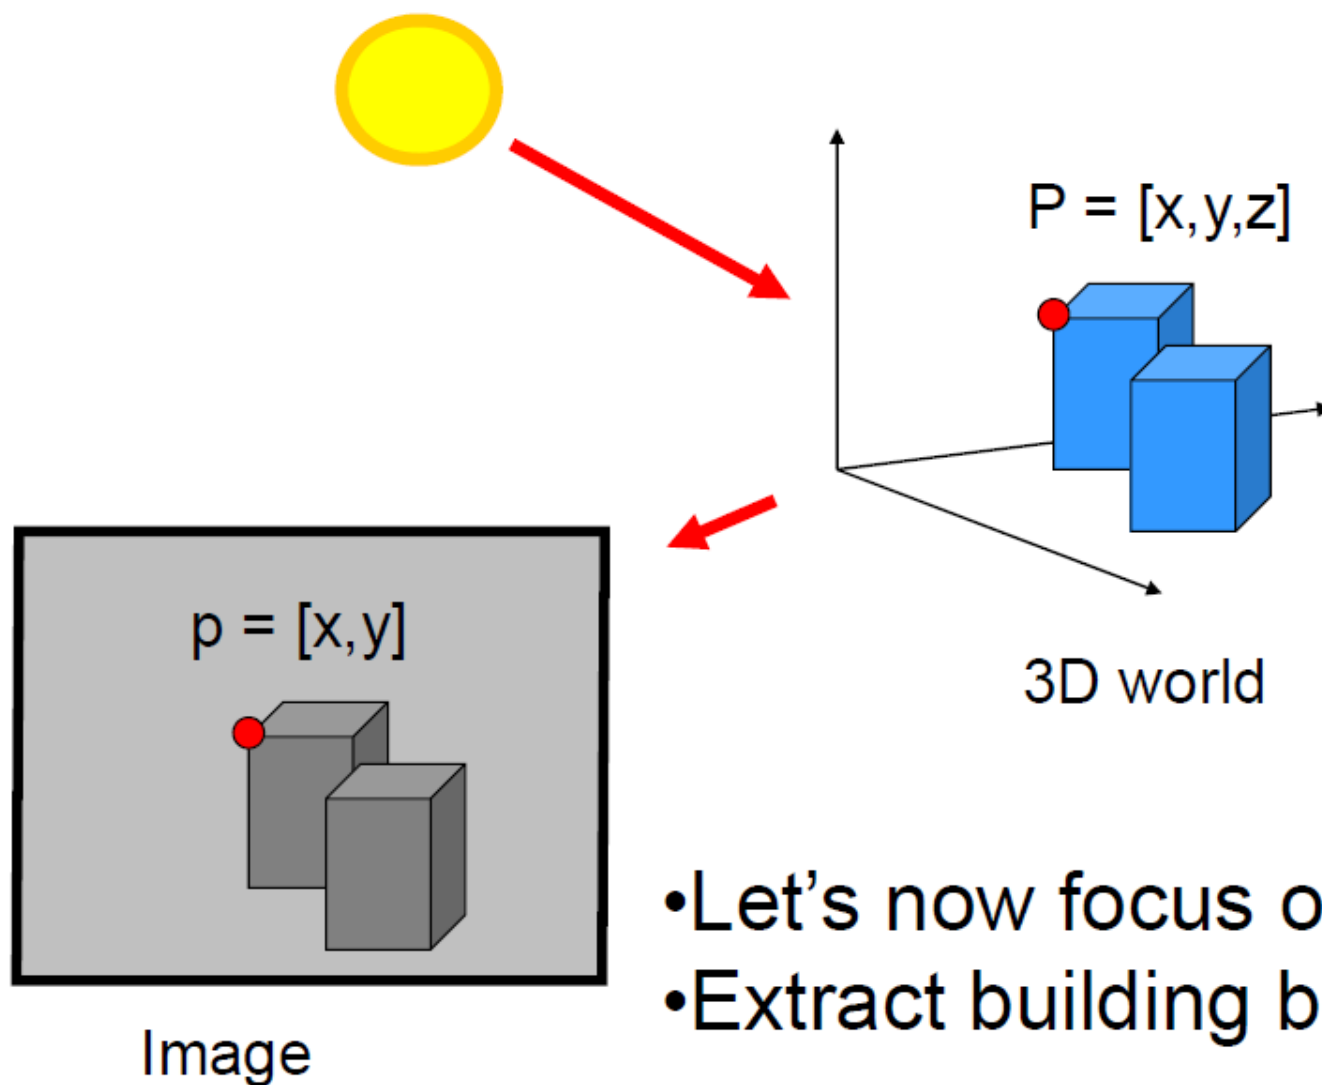 P = [x,y,z]
p = [x,y]
3D world
•Let's now focus o
•Extract building b
Image